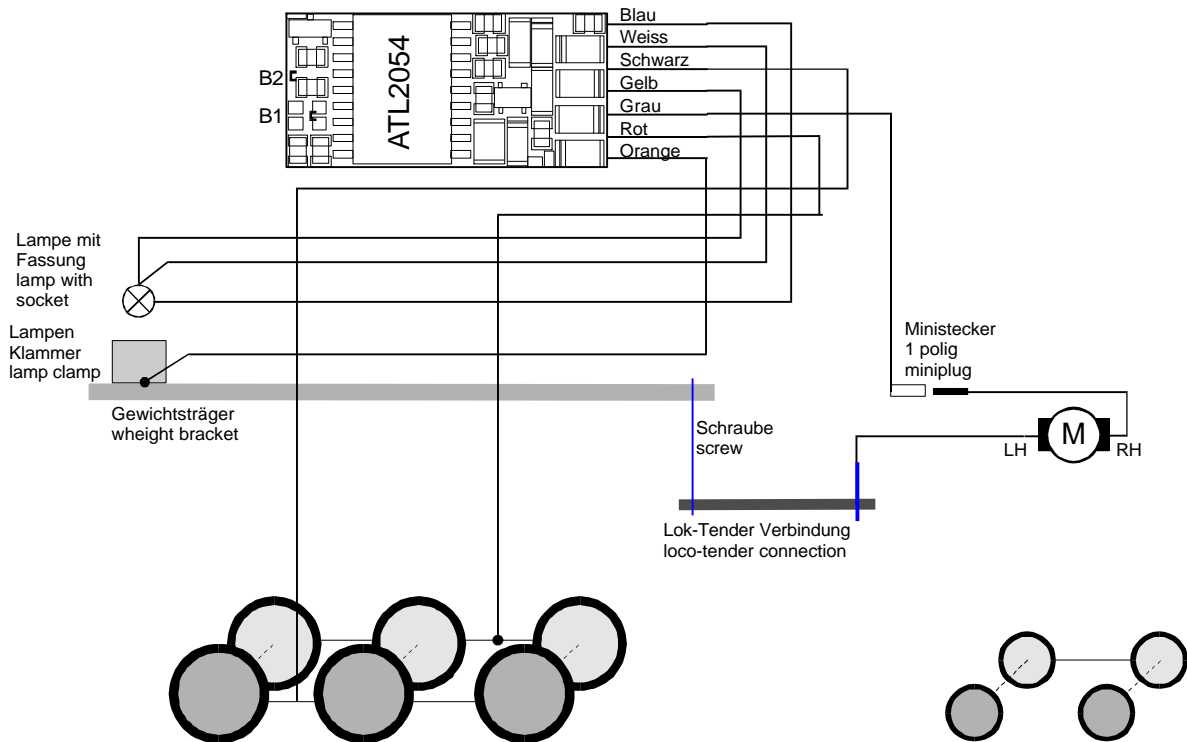 Blau
Weiss
Schwarz
Gelb
Grau
Rot
Orange
B2
B1
ATL2054
Lampe mit
Fassung
lamp with
socket
Lampen
Klammer
lamp clamp
Gewichtsträger
wheight bracket
Schraube
screw
Ministecker
1 polig
miniplug
LH
M
RH
Lok-Tender Verbindung
loco-tender connection